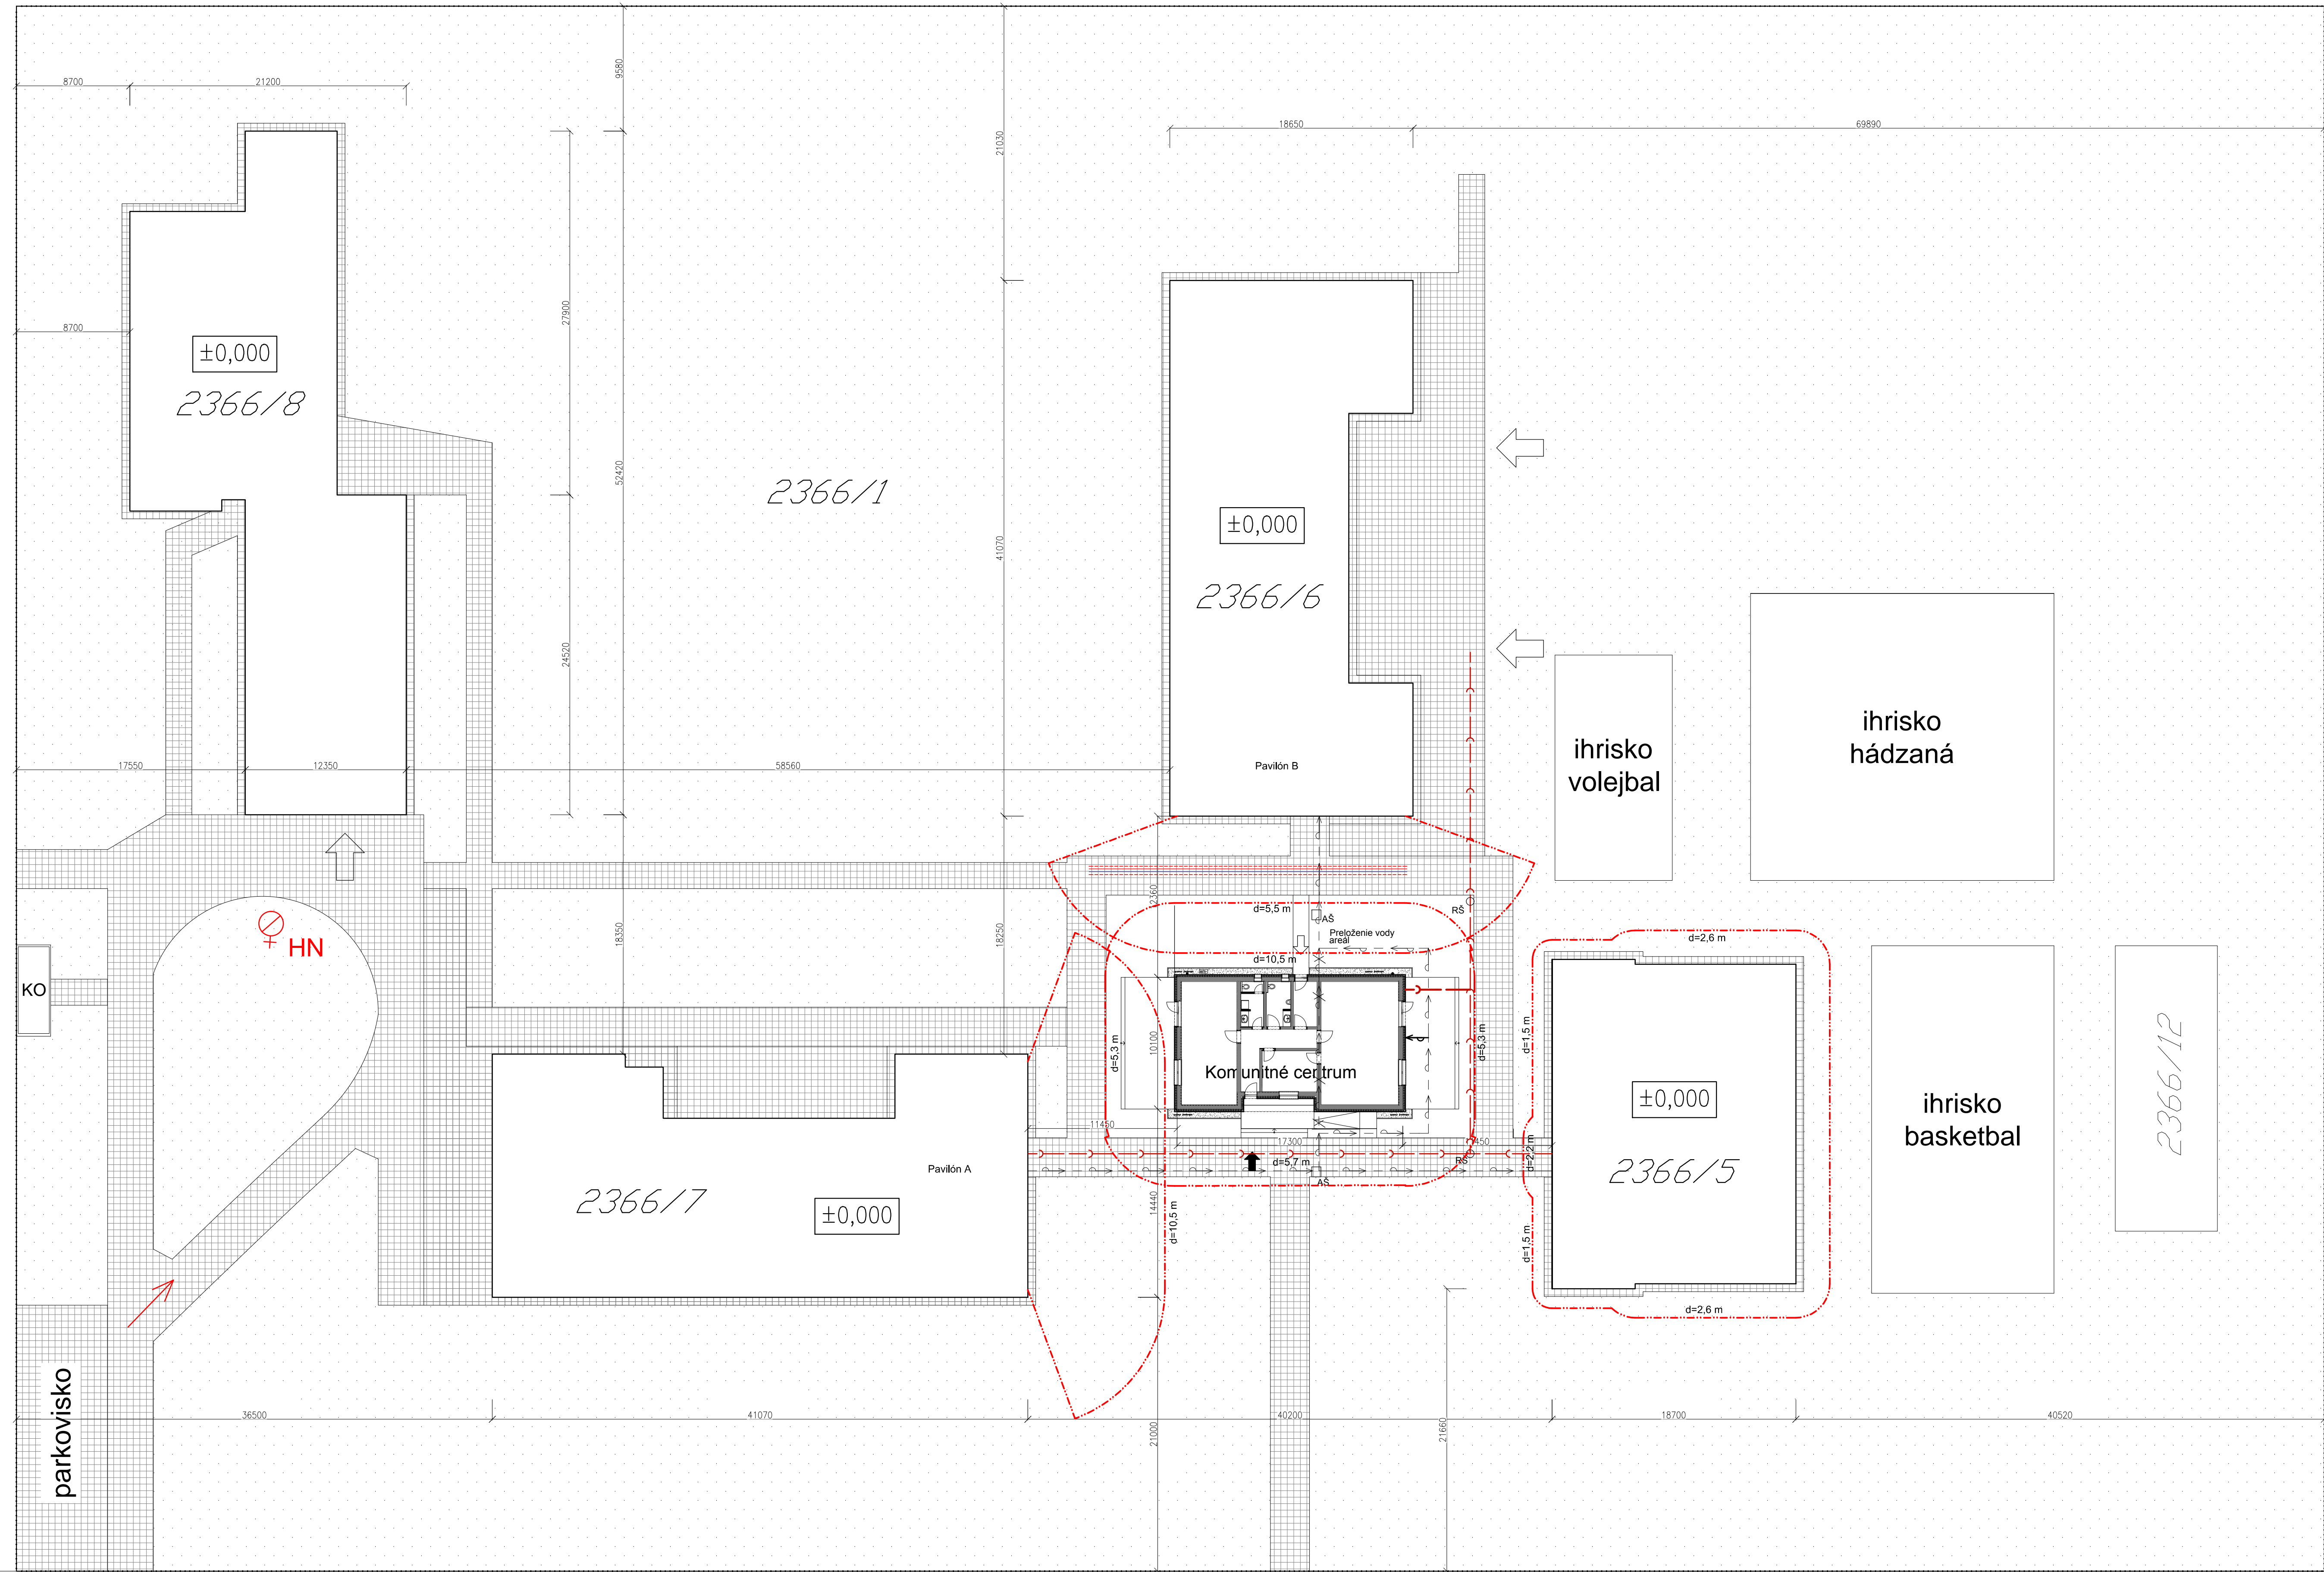 8700
21200
9580
21030
18650
69890
27900
8700
±0,000
2366/8
52420
2366/1
41070
±0,000
2366/6
24520
ihrisko
volejbal
ihrisko
hádzaná
17550
12350
58560
Pavilón B
HN
KO
18350
18250
2360
d=5,5 m
AŠ
RŠ
Preloženie vody
areál
d=10,5 m
d=2,6 m
d=5,3 m
10100
d=5,3 m
d=1,5 m
Komunitné centrum
±0,000
2366/5
ihrisko
basketbal
2366/12
11450
17300
11450
d=5,7 m
RŠ
AŠ
d=2,2 m
Pavilón A
2366/7
±0,000
14440
d=10,5 m
d=1,5 m
d=2,6 m
parkovisko
36500
41070
21000
40200
21660
18700
40520